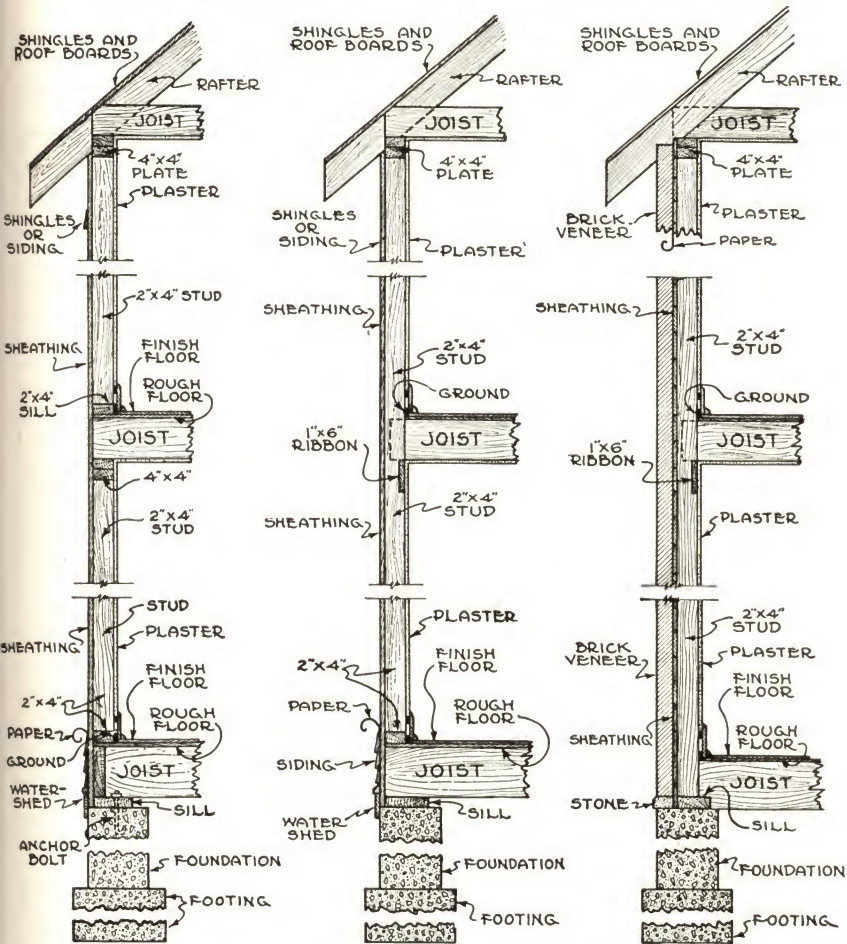 SHINGLES AND
ROOF BOARDS
RAFTER
JOIST
4"x4"
PLATE
PLASTER
SHINGLES
OR
SIDING
2"x4" STUD
SHEATHING
FINISH
FLOOR
ROUGH
FLOOR
2"x4"
SILL
JOIST
4"x4"
2"x4"
STUD
STUD
SHEATHING
PLASTER
FINISH
FLOOR
2"x4"
ROUGH
FLOOR
PAPER
GROUND
JOIST
WATER-
SHED
SILL
ANCHOR
BOLT
FOUNDATION
FOOTING
SHINGLES AND
ROOF BOARDS
RAFTER
JOIST
4"x4"
PLATE
SHINGLES
OR
SIDING
PLASTER
SHEATHING
2"x4"
STUD
GROUND
1"x6"
RIBBON
JOIST
2"x4"
STUD
SHEATHING
PLASTER
2"x4"
FINISH
FLOOR
PAPER
ROUGH
FLOOR
SIDING
JOIST
WATER
SHED
SILL
FOUNDATION
FOOTING
SHINGLES AND
ROOF BOARDS
RAFTER
JOIST
4"x4"
PLATE
BRICK
VENEER
PLASTER
PAPER
SHEATHING
2"x4"
STUD
GROUND
1"x6"
RIBBON
JOIST
PLASTER
2"x4"
STUD
BRICK
VENEER
PLASTER
FINISH
FLOOR
SHEATHING
ROUGH
FLOOR
JOIST
STONE
SILL
FOUNDATION
FOOTING